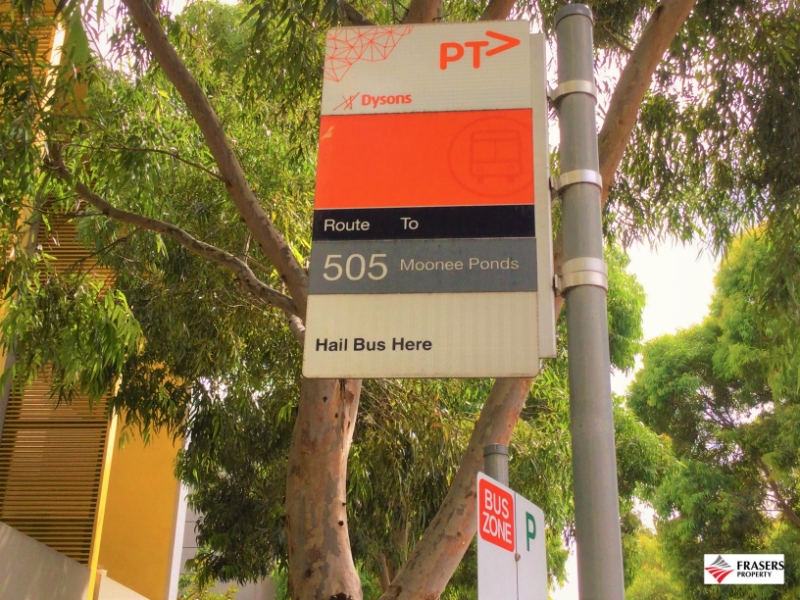 PT>
Dysons
Route To
505 Moonee Ponds
Hail Bus Here
BUS
ZONE
P
FRASERS
PROPERTY